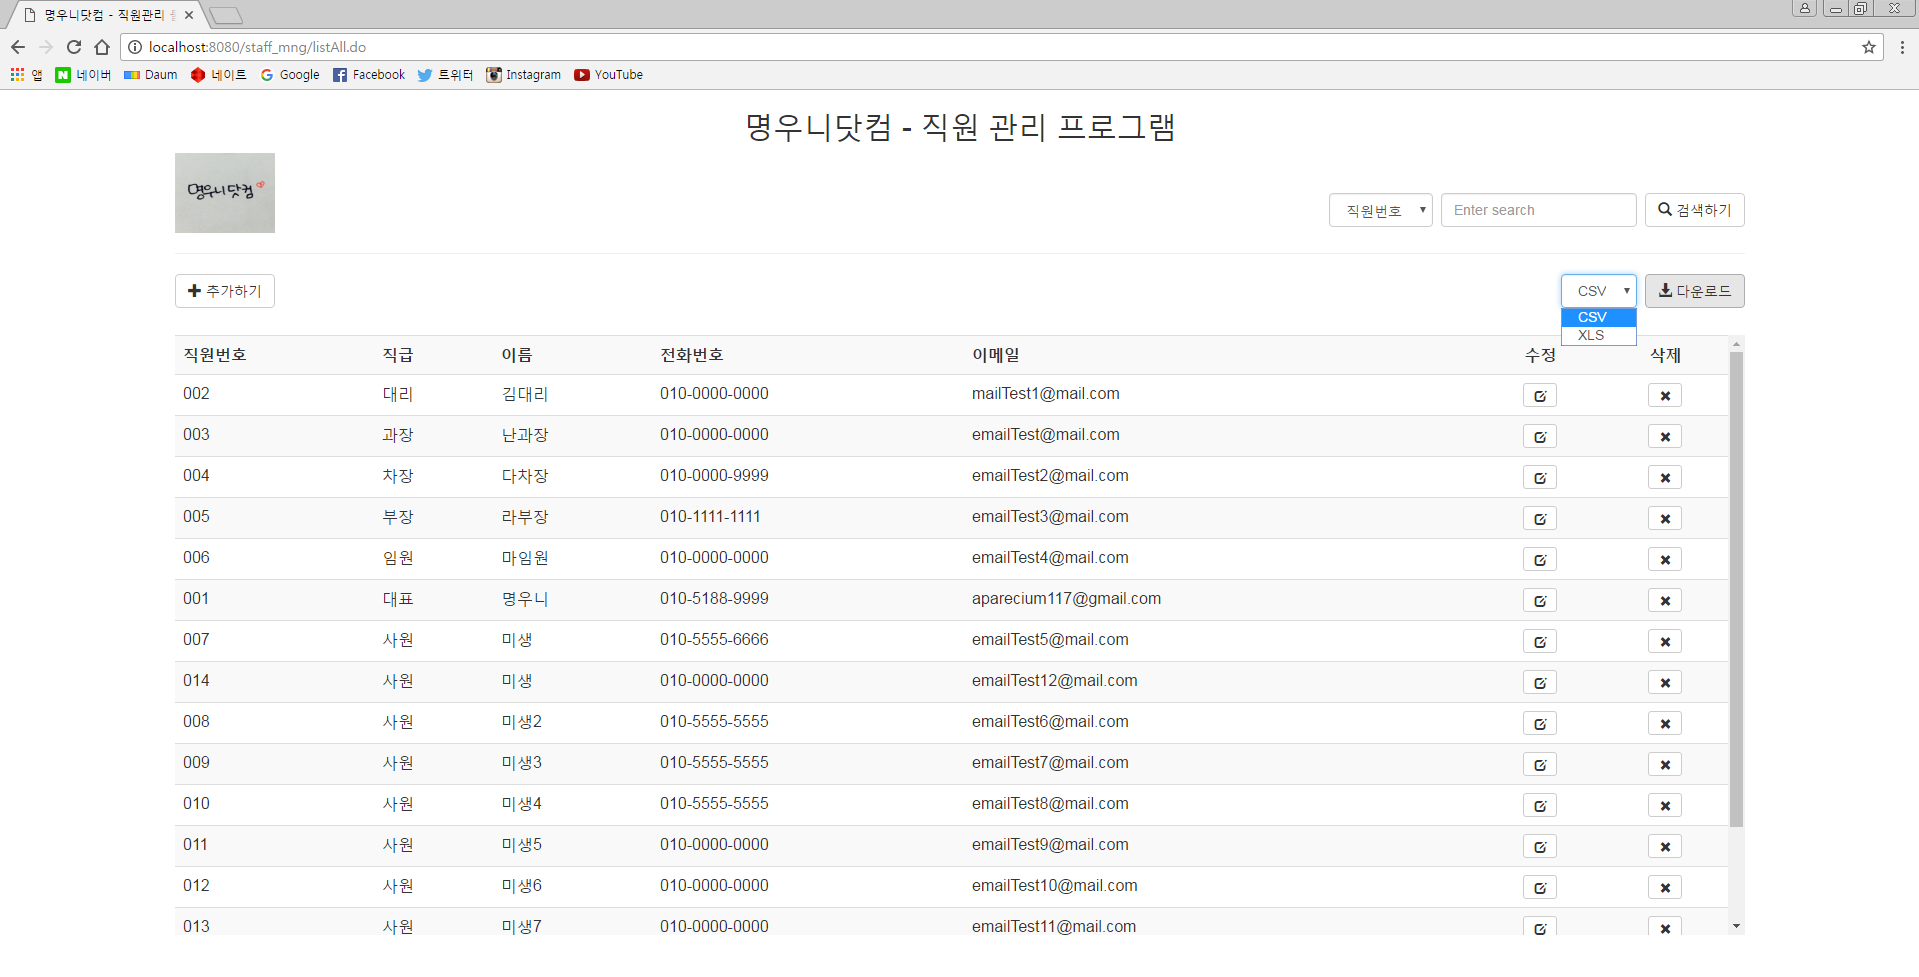 명우니닷컴 - 직원관리
localhost:8080/staff_mng/listAll.do
앱 네이버 Daum 네이트 Google Facebook 트위터 Instagram YouTube
명우니닷컴 - 직원 관리 프로그램
명우니닷컴
직원번호 Enter search 검색하기
추가하기 CSV 다운로드
CSV
XLS
직원번호 직급 이름 전화번호 이메일 수정 삭제
002 대리 김대리 010-0000-0000 mailTest1@mail.com
003 과장 난과장 010-0000-0000 emailTest@mail.com
004 차장 다차장 010-0000-9999 emailTest2@mail.com
005 부장 라부장 010-1111-1111 emailTest3@mail.com
006 임원 마임원 010-0000-0000 emailTest4@mail.com
001 대표 명우니 010-5188-9999 aparecium117@gmail.com
007 사원 미생 010-5555-6666 emailTest5@mail.com
014 사원 미생 010-0000-0000 emailTest12@mail.com
008 사원 미생2 010-5555-5555 emailTest6@mail.com
009 사원 미생3 010-5555-5555 emailTest7@mail.com
010 사원 미생4 010-5555-5555 emailTest8@mail.com
011 사원 미생5 010-0000-0000 emailTest9@mail.com
012 사원 미생6 010-0000-0000 emailTest10@mail.com
013 사원 미생7 010-0000-0000 emailTest11@mail.com